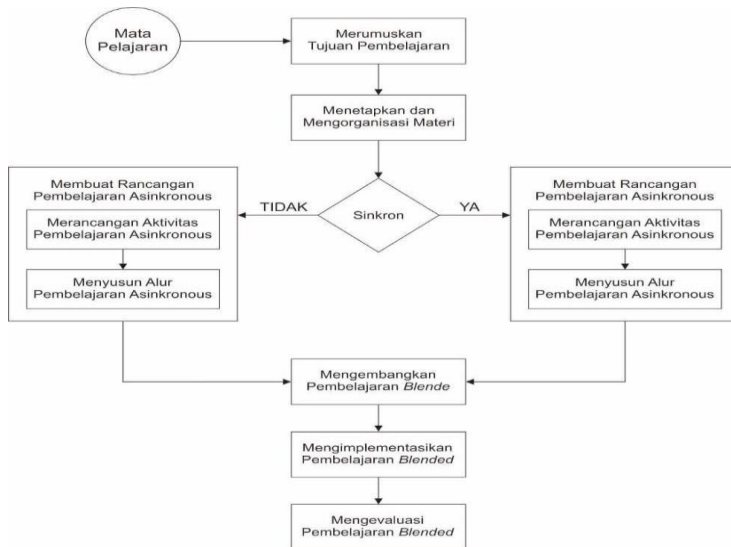 Mata
Pelajaran
Merumuskan
Tujuan Pembelajaran
Menetapkan dan
Mengorganisasi Materi
Sinkron
TIDAK
YA
Membuat Rancangan
Pembelajaran Asinkronous
Merancangan Aktivitas
Pembelajaran Asinkronous
Menyusun Alur
Pembelajaran Asinkronous
Membuat Rancangan
Pembelajaran Asinkronous
Merancangan Aktivitas
Pembelajaran Asinkronous
Menyusun Alur
Pembelajaran Asinkronous
Mengembangkan
Pembelajaran Blende
Mengimplementasikan
Pembelajaran Blended
Mengevaluasi
Pembelajaran Blended